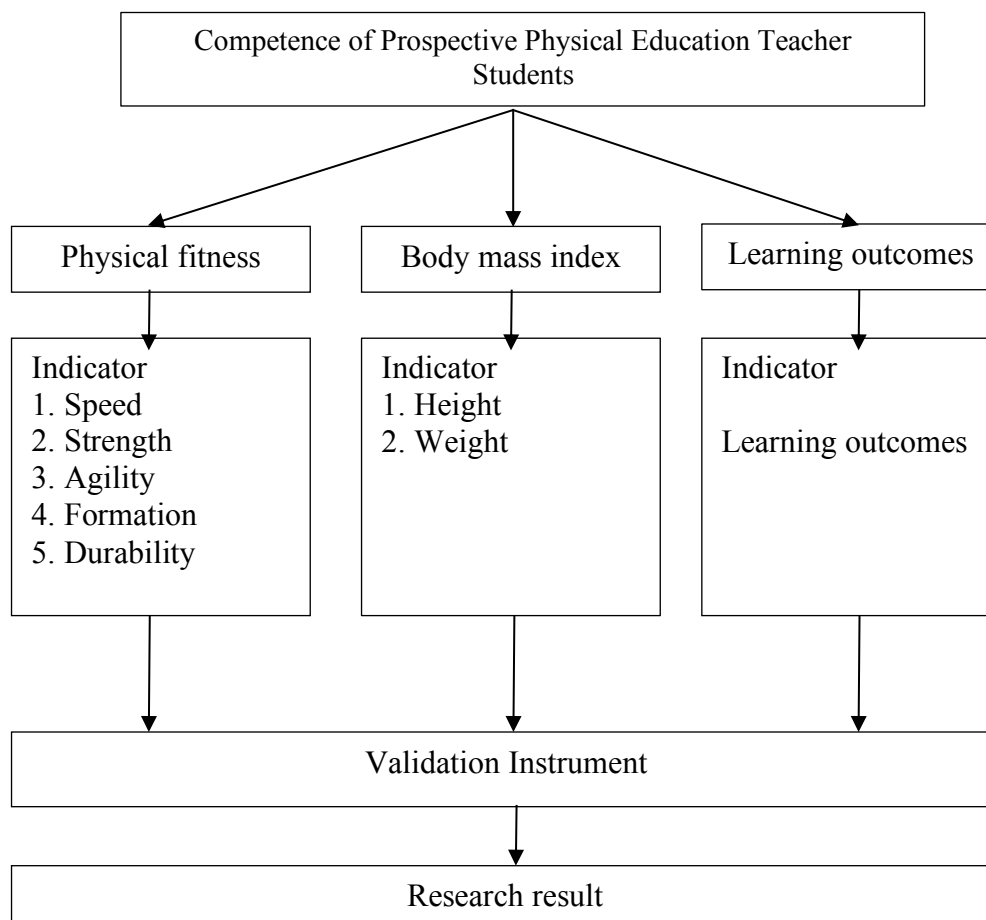 Competence of Prospective Physical Education Teacher
Students
Physical fitness
Body mass index
Learning outcomes
Indicator
1. Speed
2. Strength
3. Agility
4. Formation
5. Durability
Indicator
1. Height
2. Weight
Indicator
Learning outcomes
Validation Instrument
Research result